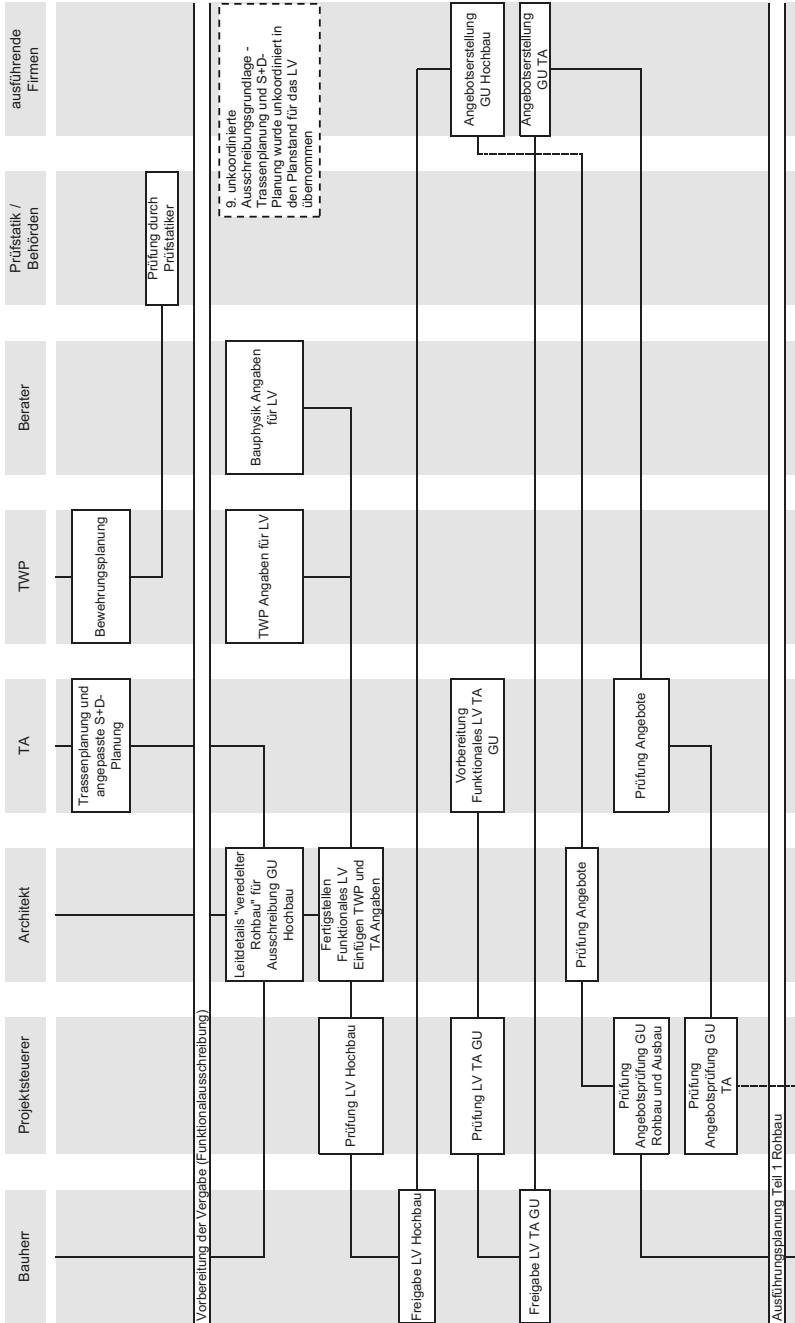 Bauherr
Projektsteuerer
Architekt
TA
TWP
Berater
Prüfstatik /
Behörden
ausführende
Firmen
Trassenplanung und
angepasste S+D-
Planung
Bewehrungsplanung
Prüfung durch
Prüfstatiker
Vorbereitung der Vergabe (Funktionalausschreibung)
Leitdetails "veredelter
Rohbau" für
Ausschreibung GU
Hochbau
TWP Angaben für LV
Bauphysik Angaben
für LV
9. unkoordinierte
Ausschreibungsgrundlage -
Trassenplanung und S+D-
Planung wurde unkoordiniert in
den Planstand für das LV
übernommen
Prüfung LV Hochbau
Fertigstellen
Funktionales LV
Einfügen TWP und
TA Angaben
Freigabe LV Hochbau
Prüfung LV TA GU
Vorbereitung
Funktionales LV TA
GU
Angebotserstellung
GU Hochbau
Freigabe LV TA GU
Angebotserstellung
GU TA
Prüfung Angebote
Prüfung
Angebotsprüfung GU
Rohbau und Ausbau
Prüfung Angebote
Prüfung
Angebotsprüfung GU
TA
Ausführungsplanung Teil 1 Rohbau